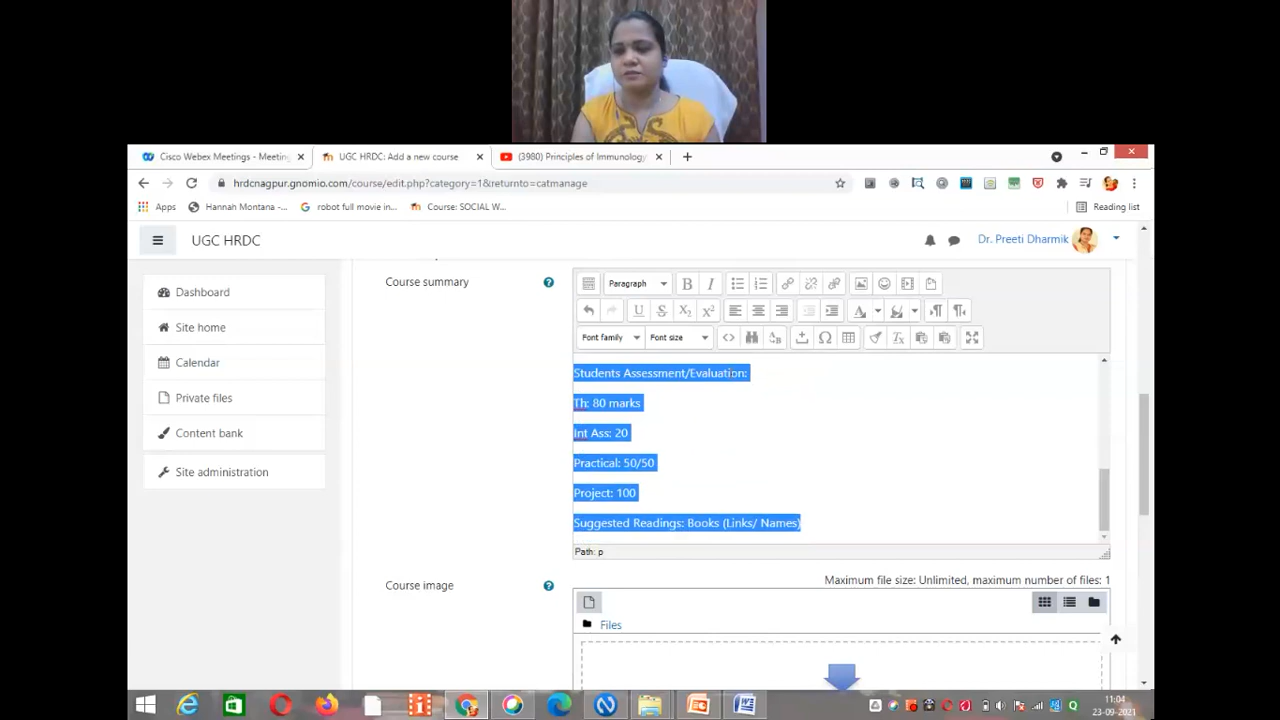 Cisco Webex Meetings - Meeting
UGC HRDC: Add a new course
(3980) Principles of Immunology
hrdcnagpur.gnomio.com/course/edit.php?category=1&returnto=catmanage
Apps
Hannah Montana -...
robot full movie in...
Course: SOCIAL W...
Reading list
UGC HRDC
Dr. Preeti Dharmik
Dashboard
Site home
Calendar
Private files
Content bank
Site administration
Course summary
Paragraph
Font family
Font size
Students Assessment/Evaluation:
Th: 80 marks
Int Ass: 20
Practical: 50/50
Project: 100
Suggested Readings: Books (Links/ Names)
Path: p
Course image
Maximum file size: Unlimited, maximum number of files: 1
Files
11:04
23-09-2021